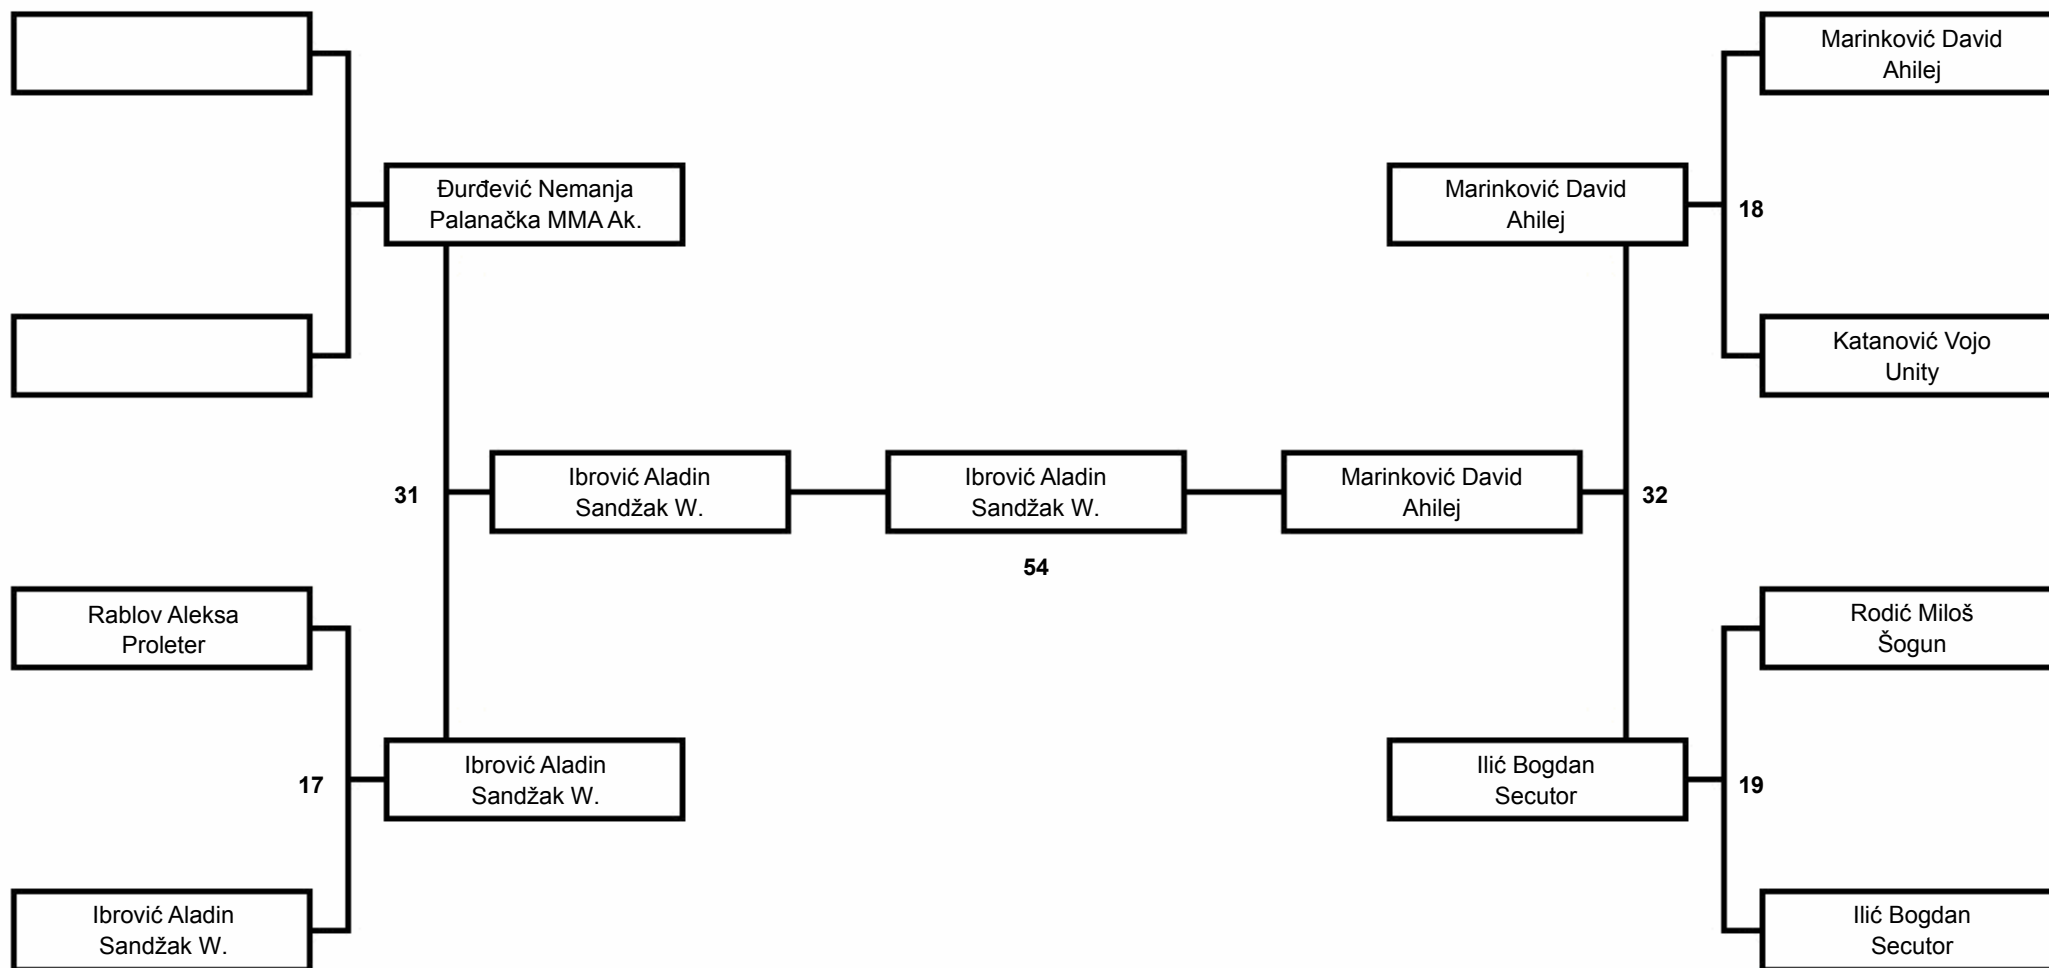 Marinković David
Ahilej
Đurđević Nemanja
Palanačka MMA Ak.
Marinković David
Ahilej
18
Katanović Vojo
Unity
31
Ibrović Aladin
Sandžak W.
Ibrović Aladin
Sandžak W.
54
Marinković David
Ahilej
32
Rablov Aleksa
Proleter
Rodić Miloš
Šogun
17
Ibrović Aladin
Sandžak W.
Ilić Bogdan
Secutor
19
Ibrović Aladin
Sandžak W.
Ilić Bogdan
Secutor